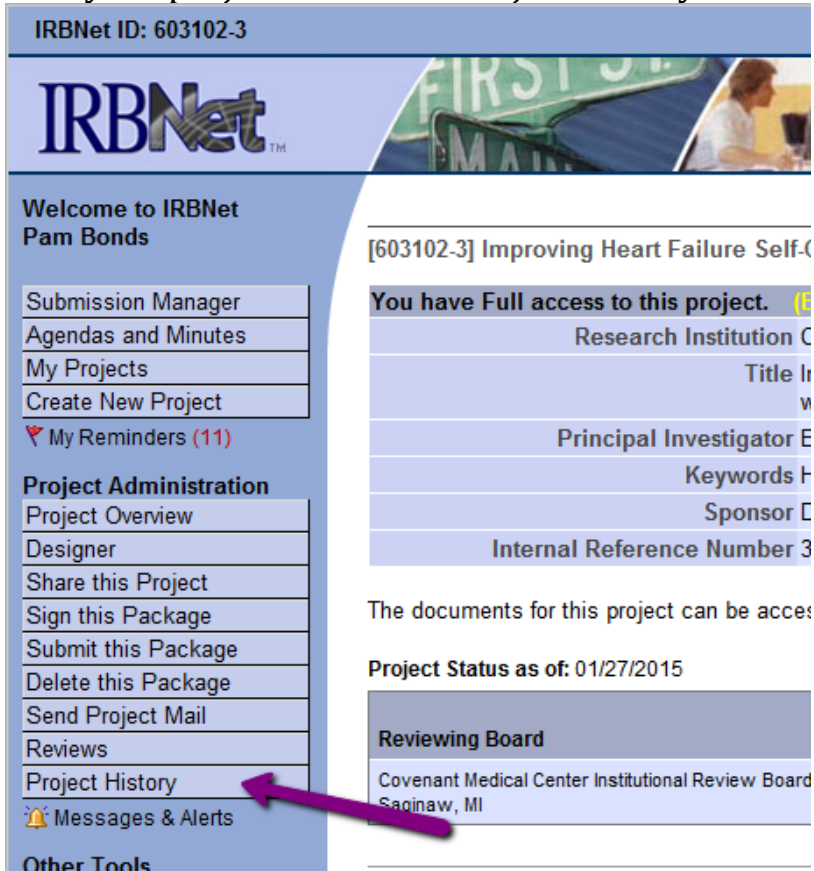 IRBNet ID: 603102-3
IRBNet TM
FIRST ST.
MAIN
Welcome to IRBNet
Pam Bonds
[603102-3] Improving Heart Failure Self-
Submission Manager
Agendas and Minutes
My Projects
Create New Project
My Reminders (11)
You have Full access to this project.
Research Institution
Title
Principal Investigator
Keywords
Sponsor
Internal Reference Number 3
Project Administration
Project Overview
Designer
Share this Project
Sign this Package
Submit this Package
Delete this Package
Send Project Mail
Reviews
Project History
Messages & Alerts
Other Tools
The documents for this project can be
Project Status as of: 01/27/2015
Reviewing Board
Covenant Medical Center Institutional Review Board
Saginaw, MI